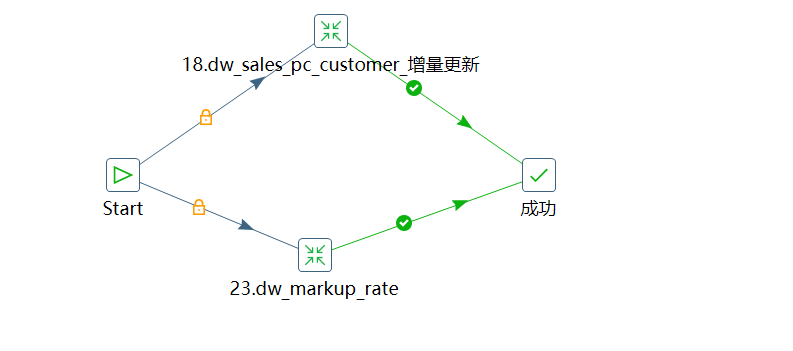 18.dw_sales_pc_customer_增量更新
Start
成功
23.dw_markup_rate